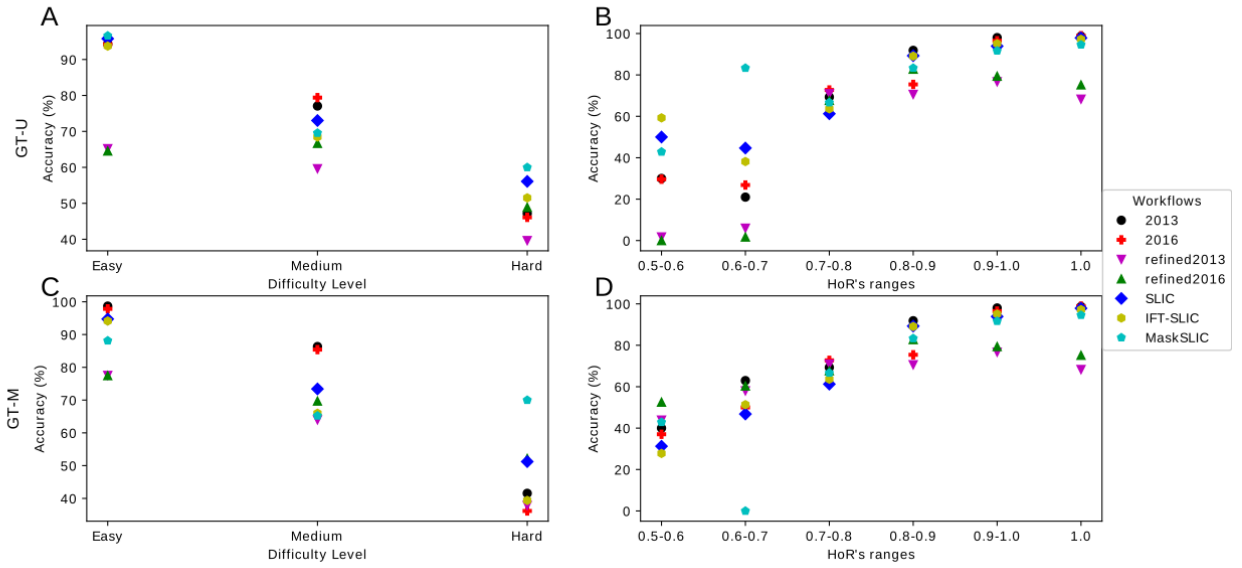 A
GT-U
Accuracy (%)
90
80
70
60
50
40
Easy
Medium
Hard
Difficulty Level
B
Accuracy (%)
100
80
60
40
20
0
0.5-0.6
0.6-0.7
0.7-0.8
0.8-0.9
0.9-1.0
1.0
HoR's ranges
Workflows
2013
2016
refined2013
refined2016
SLIC
IFT-SLIC
MaskSLIC
C
GT-M
Accuracy (%)
100
90
80
70
60
50
40
Easy
Medium
Hard
Difficulty Level
D
Accuracy (%)
100
80
60
40
20
0
0.5-0.6
0.6-0.7
0.7-0.8
0.8-0.9
0.9-1.0
1.0
HoR's ranges